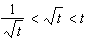 1/√t < √t < t